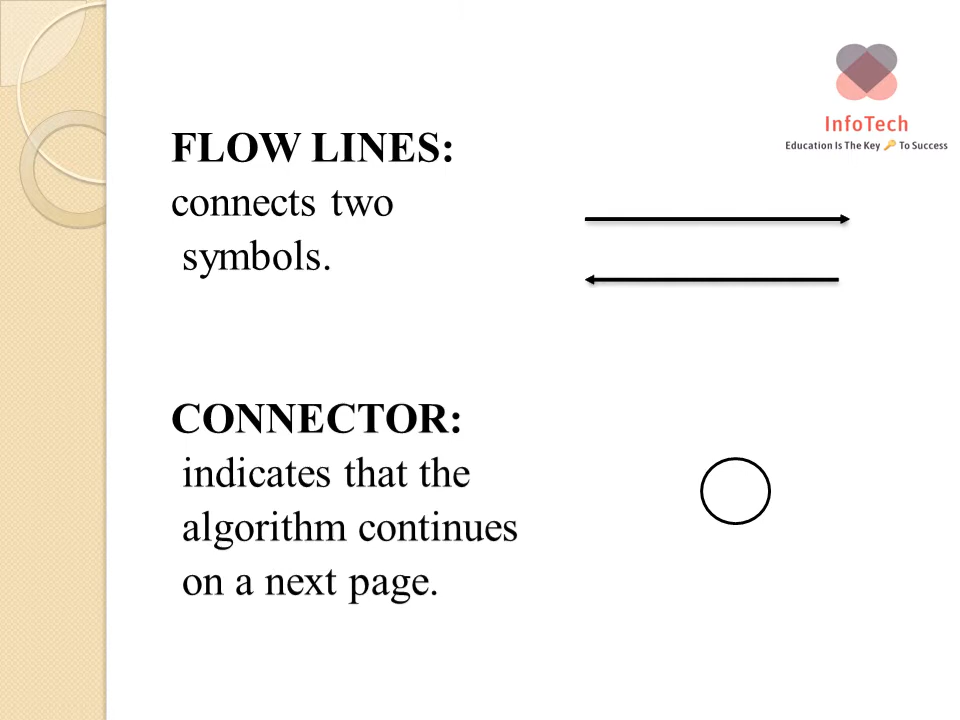 InfoTech
Education Is The Key 🔑 To Success
FLOW LINES:
connects two
symbols.
CONNECTOR:
indicates that the
algorithm continues
on a next page.